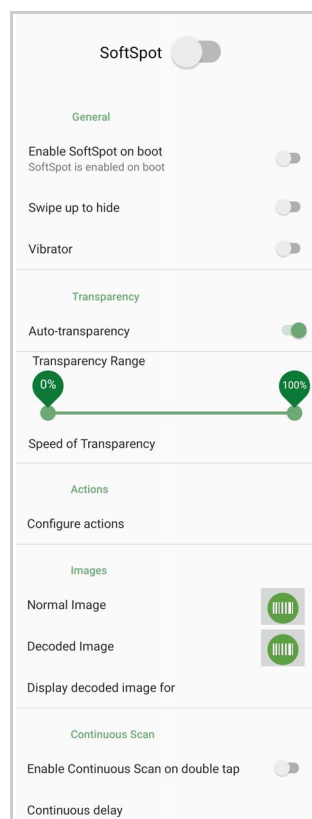 SoftSpot
General
Enable SoftSpot on boot
SoftSpot is enabled on boot
Swipe up to hide
Vibrator
Transparency
Auto-transparency
Transparency Range
0% 100%
Speed of Transparency
Actions
Configure actions
Images
Normal Image
Decoded Image
Display decoded image for
Continuous Scan
Enable Continuous Scan on double tap
Continuous delay